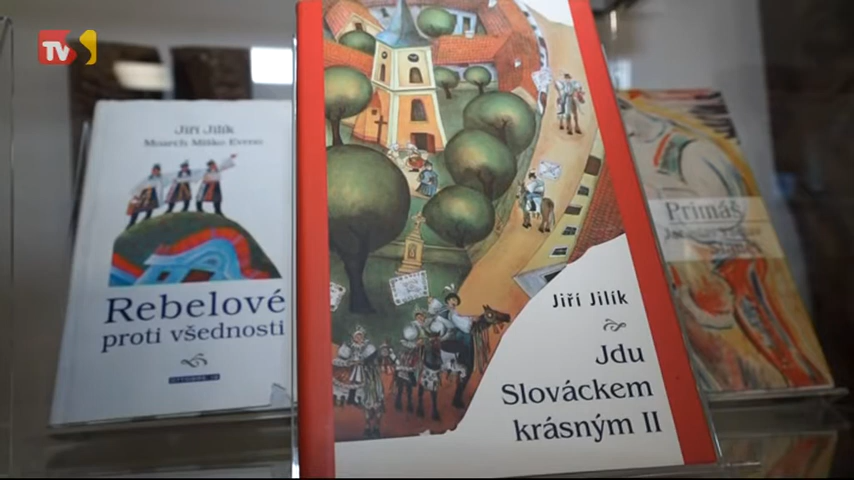 TV
Jiří Jilík
Rebelové
proti všednosti
Jiří Jilík
Jdu
Slováckem
krásným II
Primáš